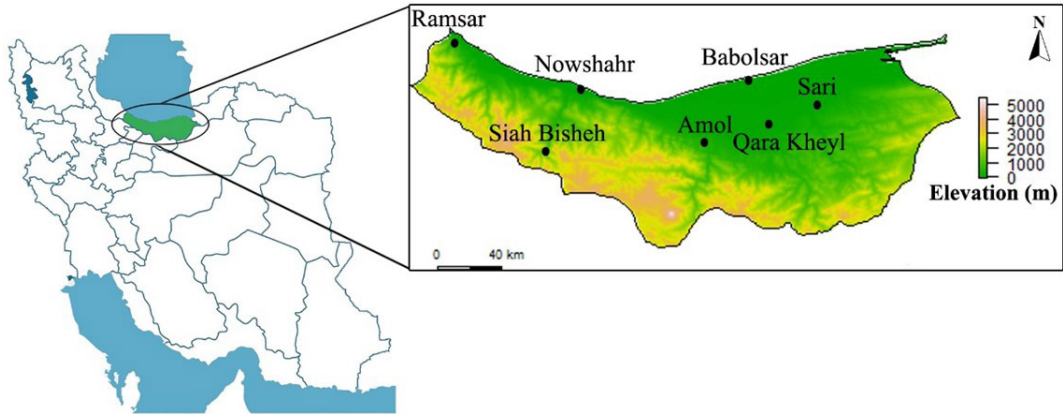 Ramsar
N
Nowshahr
Babolsar
Sari
Siah Bisheh
Amol
Qara Kheyl
5000
4000
3000
2000
1000
0
Elevation (m)
0 40 km